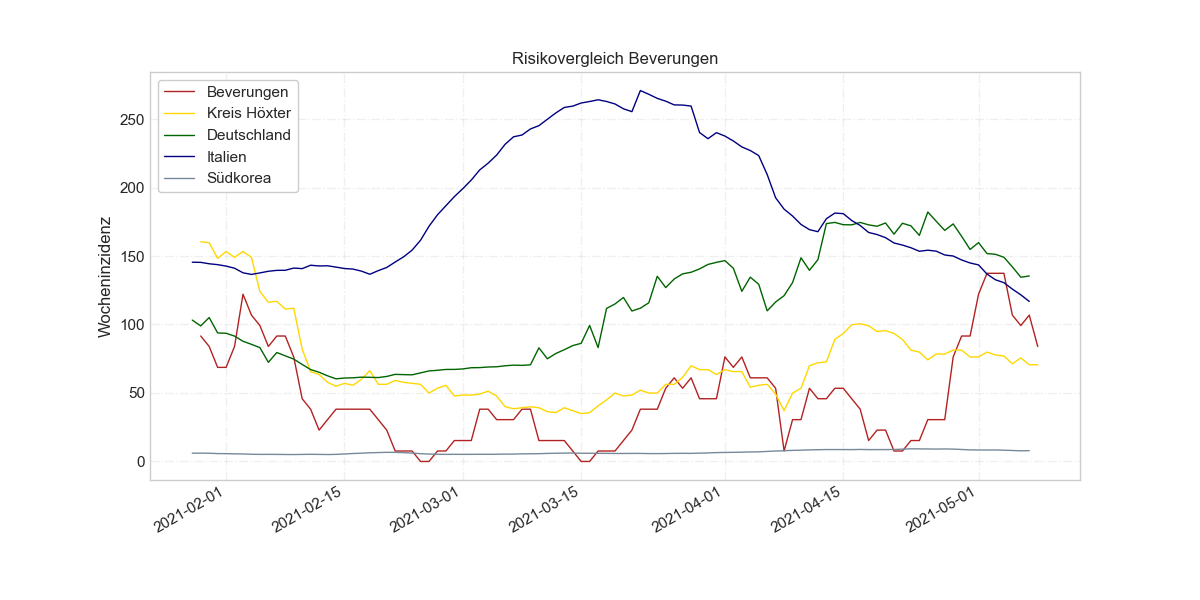 Risikovergleich Beverungen
Beverungen
Kreis Höxter
Deutschland
Italien
Südkorea
Wocheninzidenz
250
200
150
100
50
0
2021-02-01
2021-02-15
2021-03-01
2021-03-15
2021-04-01
2021-04-15
2021-05-01